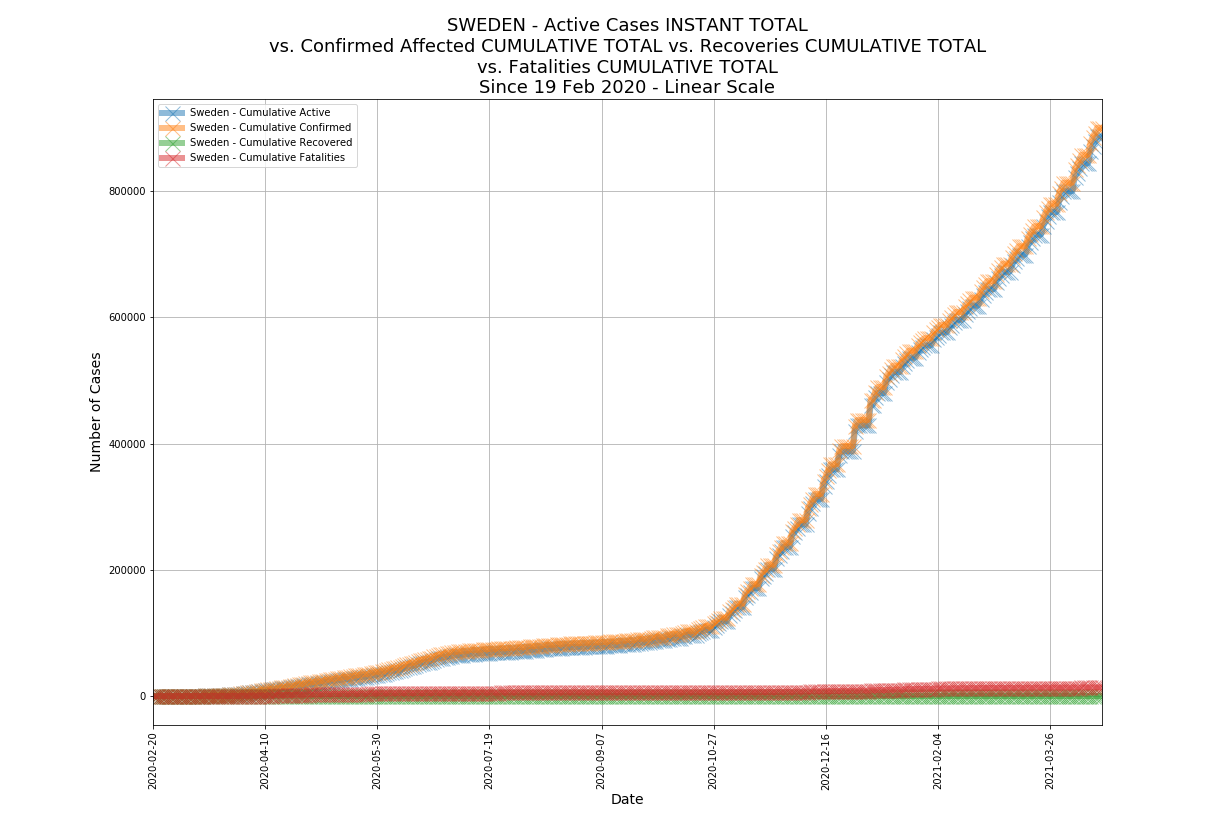 SWEDEN - Active Cases INSTANT TOTAL
vs. Confirmed Affected CUMULATIVE TOTAL vs. Recoveries CUMULATIVE TOTAL
vs. Fatalities CUMULATIVE TOTAL
Since 19 Feb 2020 - Linear Scale
Sweden - Cumulative Active
Sweden - Cumulative Confirmed
Sweden - Cumulative Recovered
Sweden - Cumulative Fatalities
Number of Cases
800000
600000
400000
200000
0
2020-02-20
2020-04-10
2020-05-30
2020-07-19
2020-09-07
2020-10-27
2020-12-16
2021-02-04
2021-03-26
Date